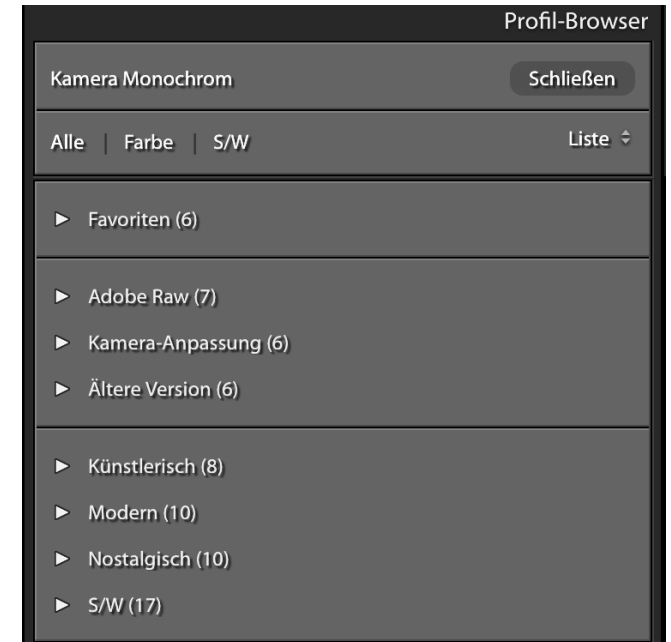 Profil-Browser
Kamera Monochrom Schließen
Alle | Farbe | S/W Liste
Favoriten (6)
Adobe Raw (7)
Kamera-Anpassung (6)
Ältere Version (6)
Künstlerisch (8)
Modern (10)
Nostalgisch (10)
S/W (17)